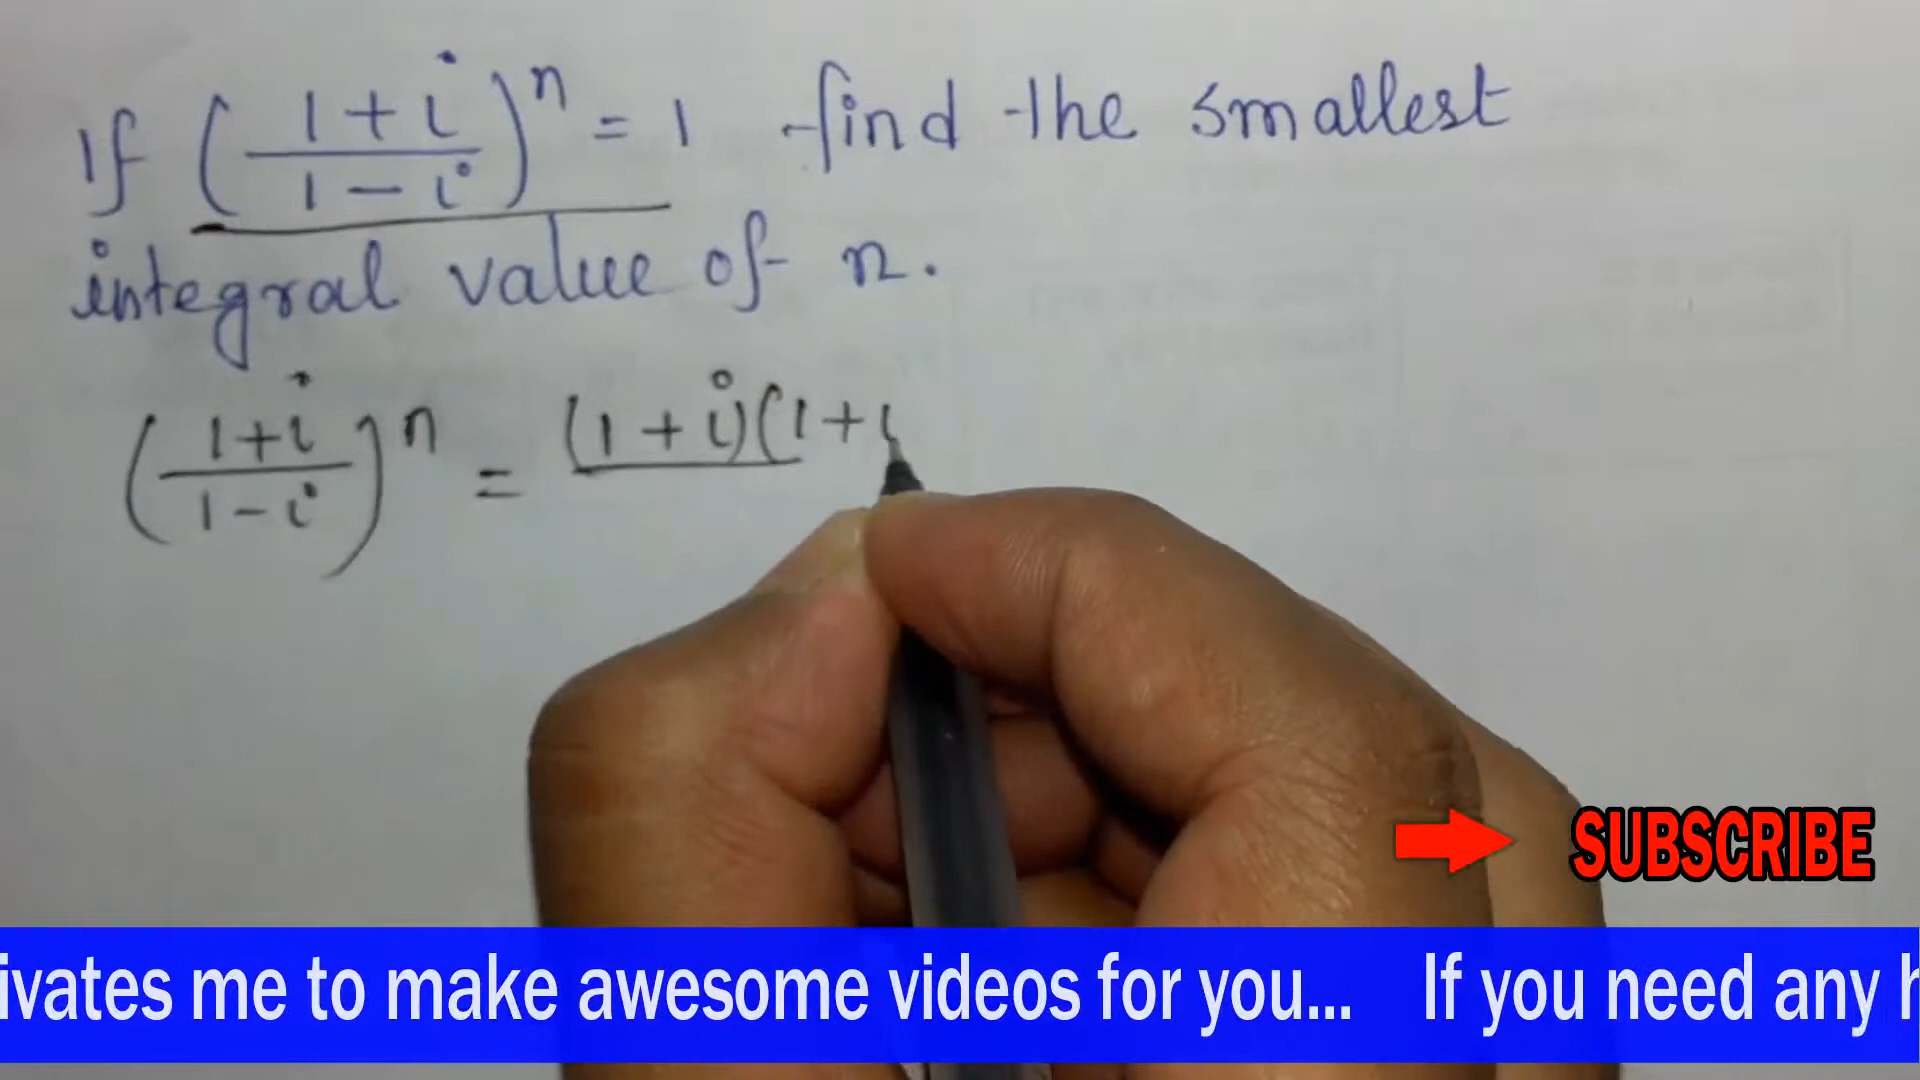 If (1+i/1-i)^n = 1 find the smallest
integral value of n.
(1+i/1-i)^n = (1+i)(1+i
SUBSCRIBE
me to make awesome videos for you... If you need any